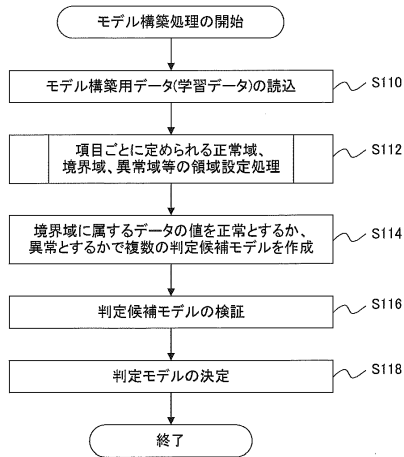 モデル構築処理の開始
モデル構築用データ(学習データ)の読込
S110
項目ごとに定められる正常域、
境界域、異常域等の領域設定処理
S112
境界域に属するデータの値を正常とするか、
異常とするかで複数の判定候補モデルを作成
S114
判定候補モデルの検証
S116
判定モデルの決定
S118
終了